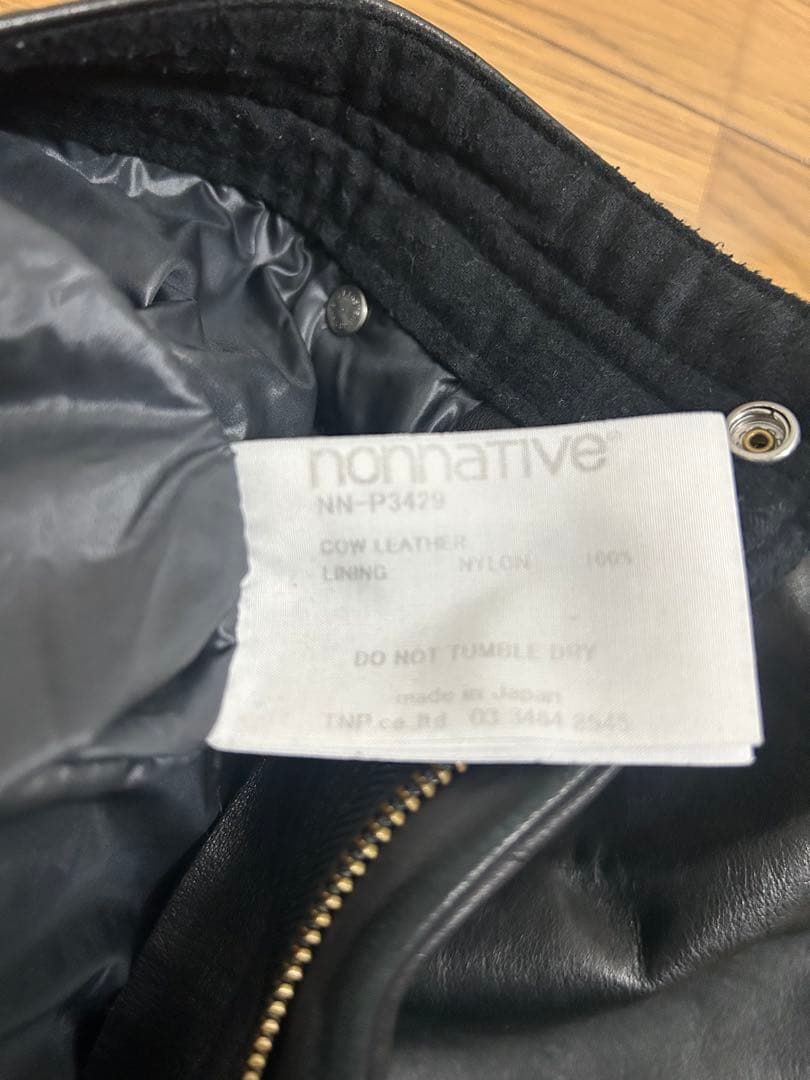 nonnative
NN-P3429
COW LEATHER
LINING NYLON 100%
DO NOT TUMBLE DRY
made in Japan
TNP co.,ltd. 03 3464 8545